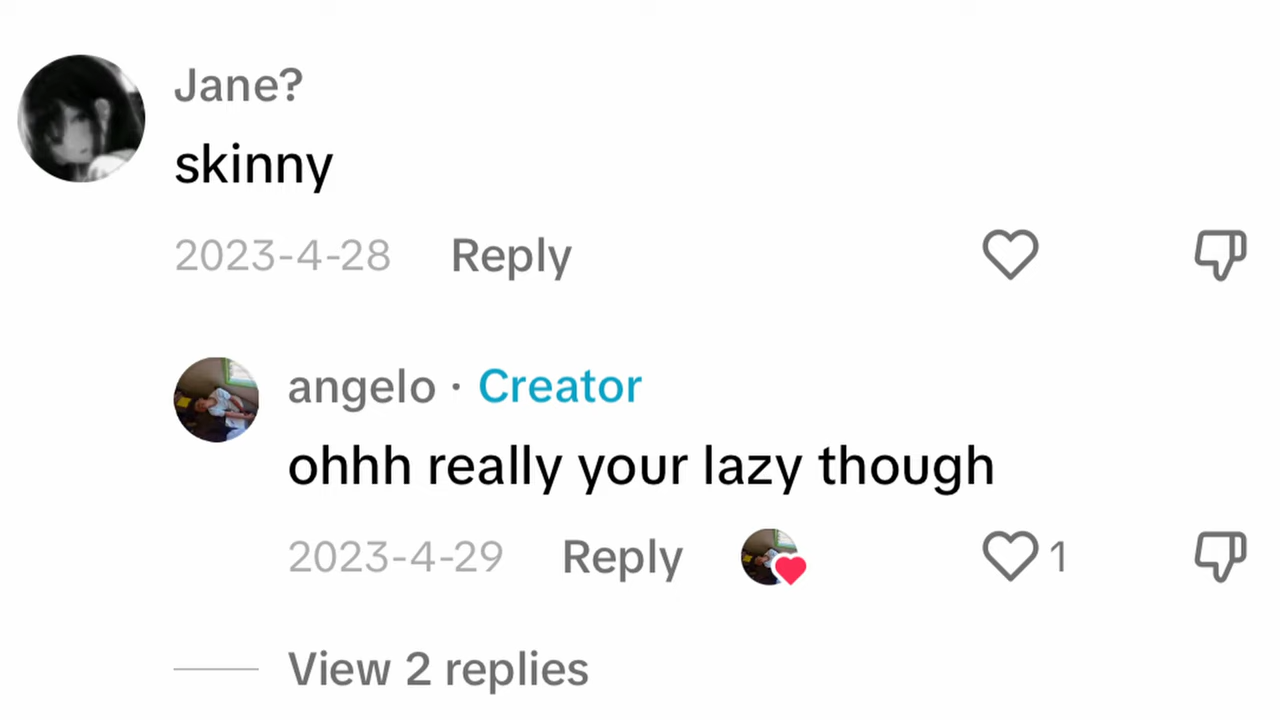 Jane?
skinny
2023-4-28 Reply
angelo · Creator
ohhh really your lazy though
2023-4-29 Reply 1
View 2 replies